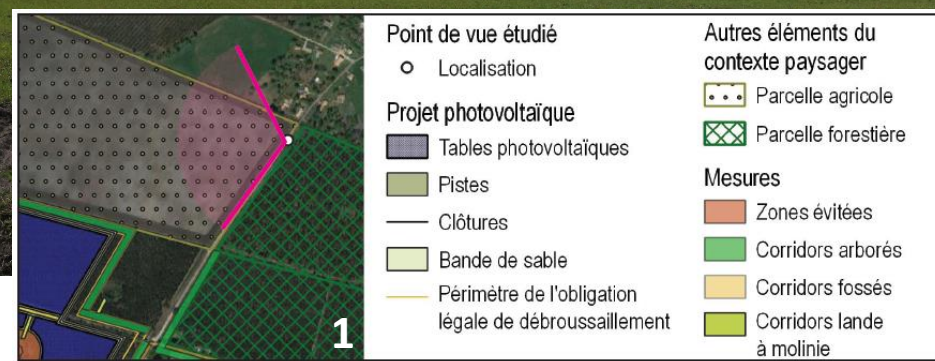 1
Point de vue étudié
Localisation
Projet photovoltaïque
Tables photovoltaïques
Pistes
Clôtures
Bande de sable
Périmètre de l'obligation
légale de débroussaillement
Autres éléments du
contexte paysager
Parcelle agricole
Parcelle forestière
Mesures
Zones évitées
Corridors arborés
Corridors fossés
Corridors lande
à molinie